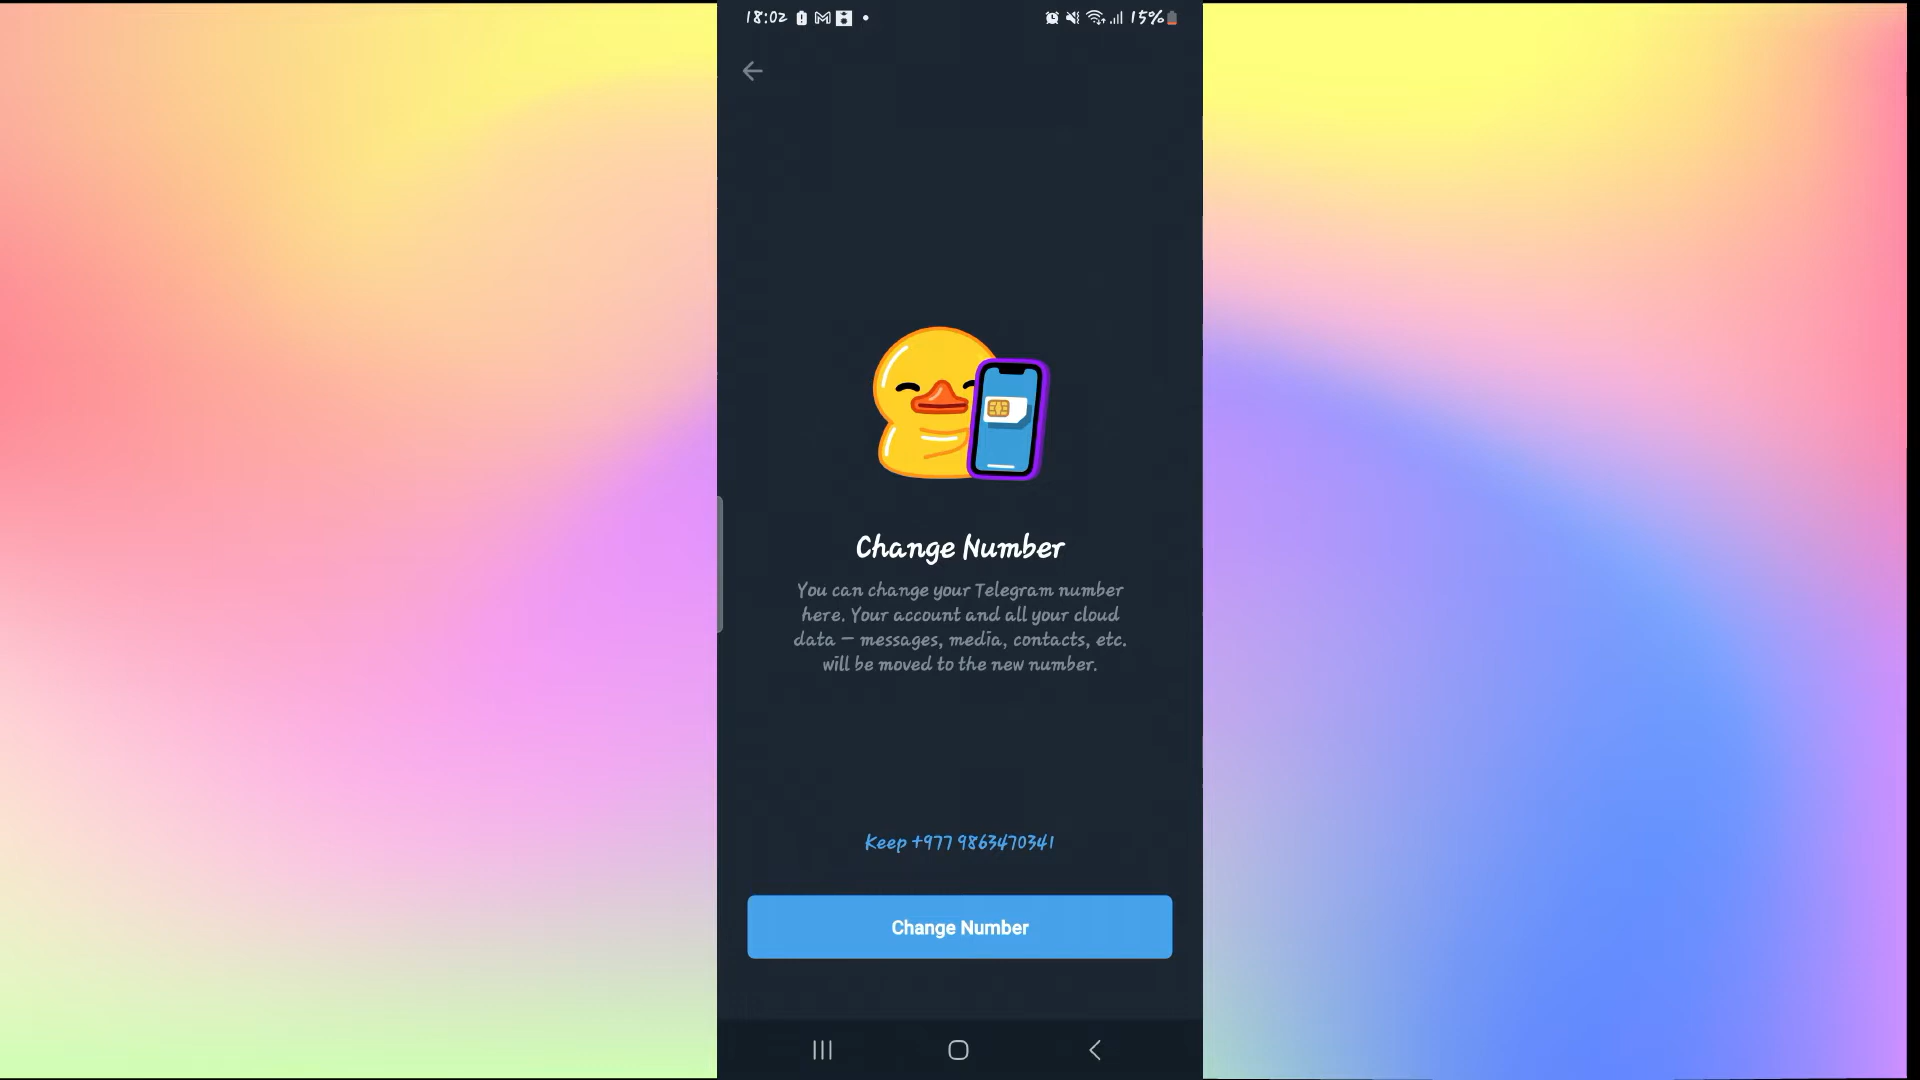 18:02
15%
Change Number
You can change your Telegram number
here. Your account and all your cloud
data — messages, media, contacts, etc.
will be moved to the new number.
Keep +977 9863470341
Change Number